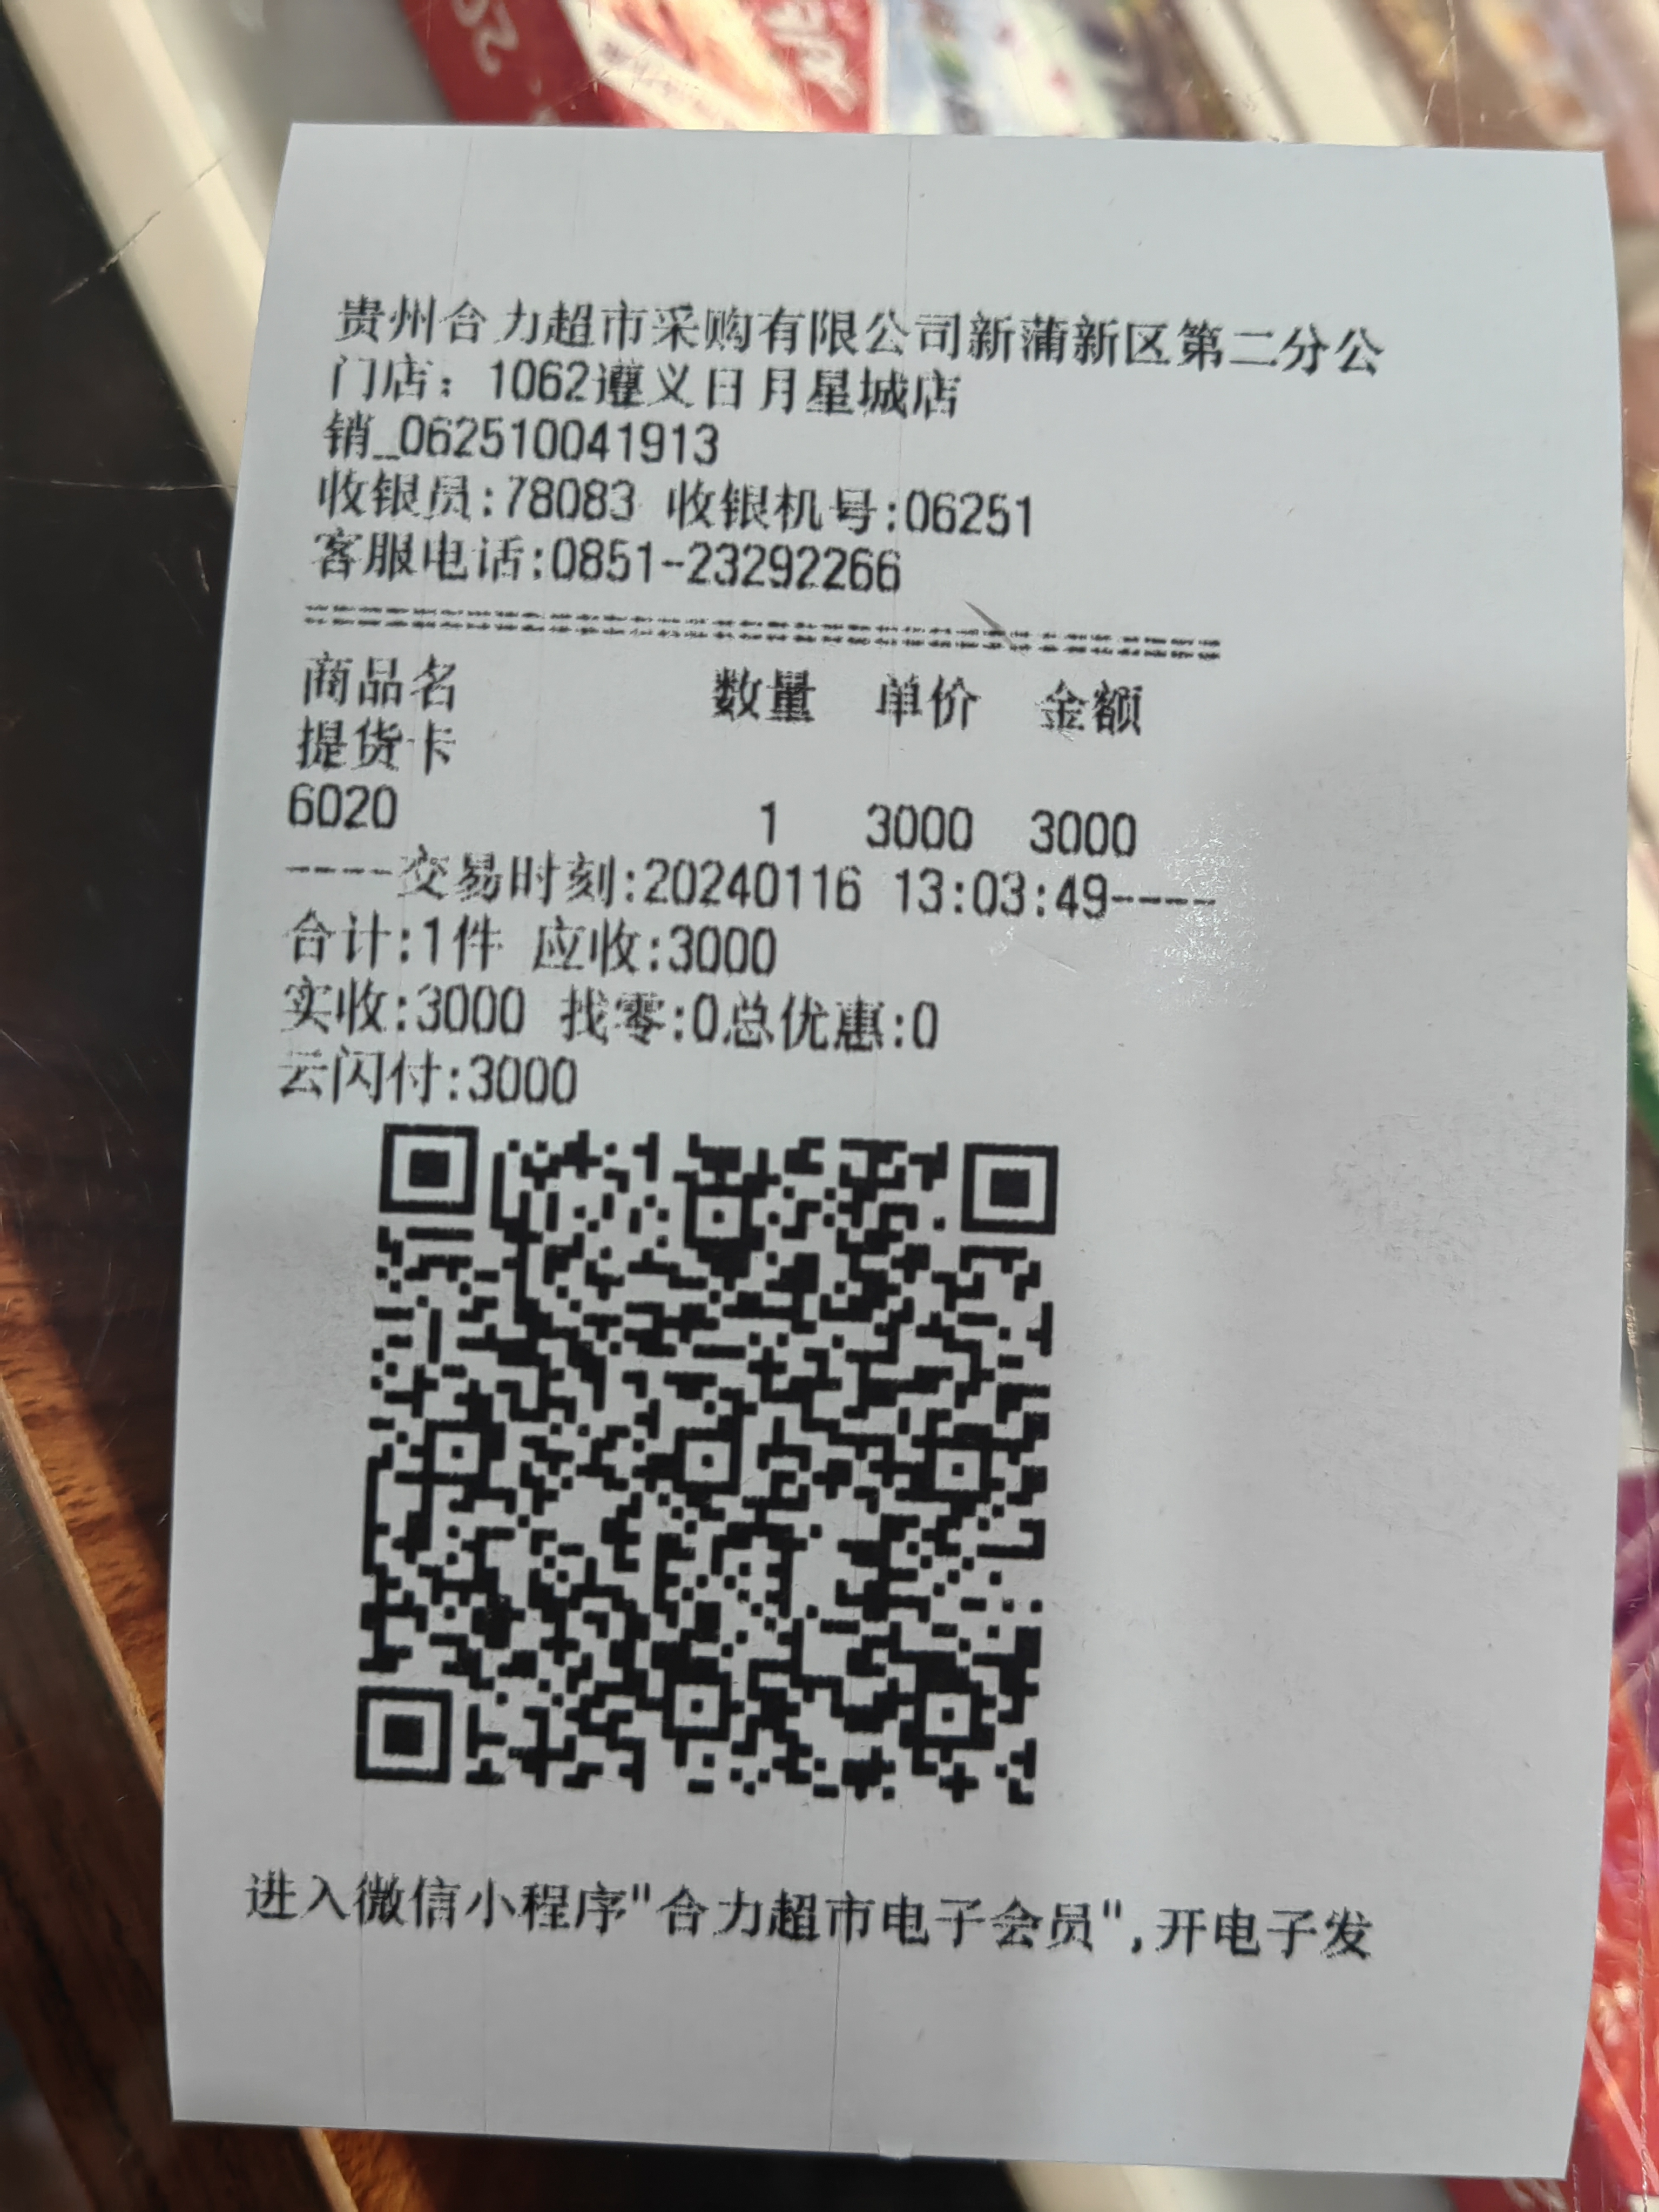 贵州合力超市采购有限公司新蒲新区第二分公
门店：1062遵义日月星城店
销_062510041913
收银员:78083 收银机号:06251
客服电话:0851-23292266
================================
商品名 数量 单价 金额
提货卡
6020 1 3000 3000
----交易时刻:20240116 13:03:49----
合计:1件 应收:3000
实收:3000 找零:0总优惠:0
云闪付:3000
进入微信小程序"合力超市电子会员",开电子发